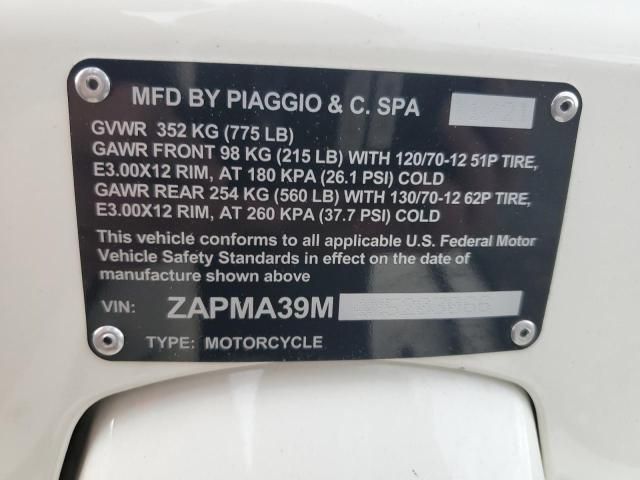 MFD BY PIAGGIO & C. SPA
GVWR 352 KG (775 LB)
GAWR FRONT 98 KG (215 LB) WITH 120/70-12 51P TIRE,
E3.00X12 RIM, AT 180 KPA (26.1 PSI) COLD
GAWR REAR 254 KG (560 LB) WITH 130/70-12 62P TIRE,
E3.00X12 RIM, AT 260 KPA (37.7 PSI) COLD
This vehicle conforms to all applicable U.S. Federal Motor
Vehicle Safety Standards in effect on the date of
manufacture shown above
VIN: ZAPMA39M
TYPE: MOTORCYCLE